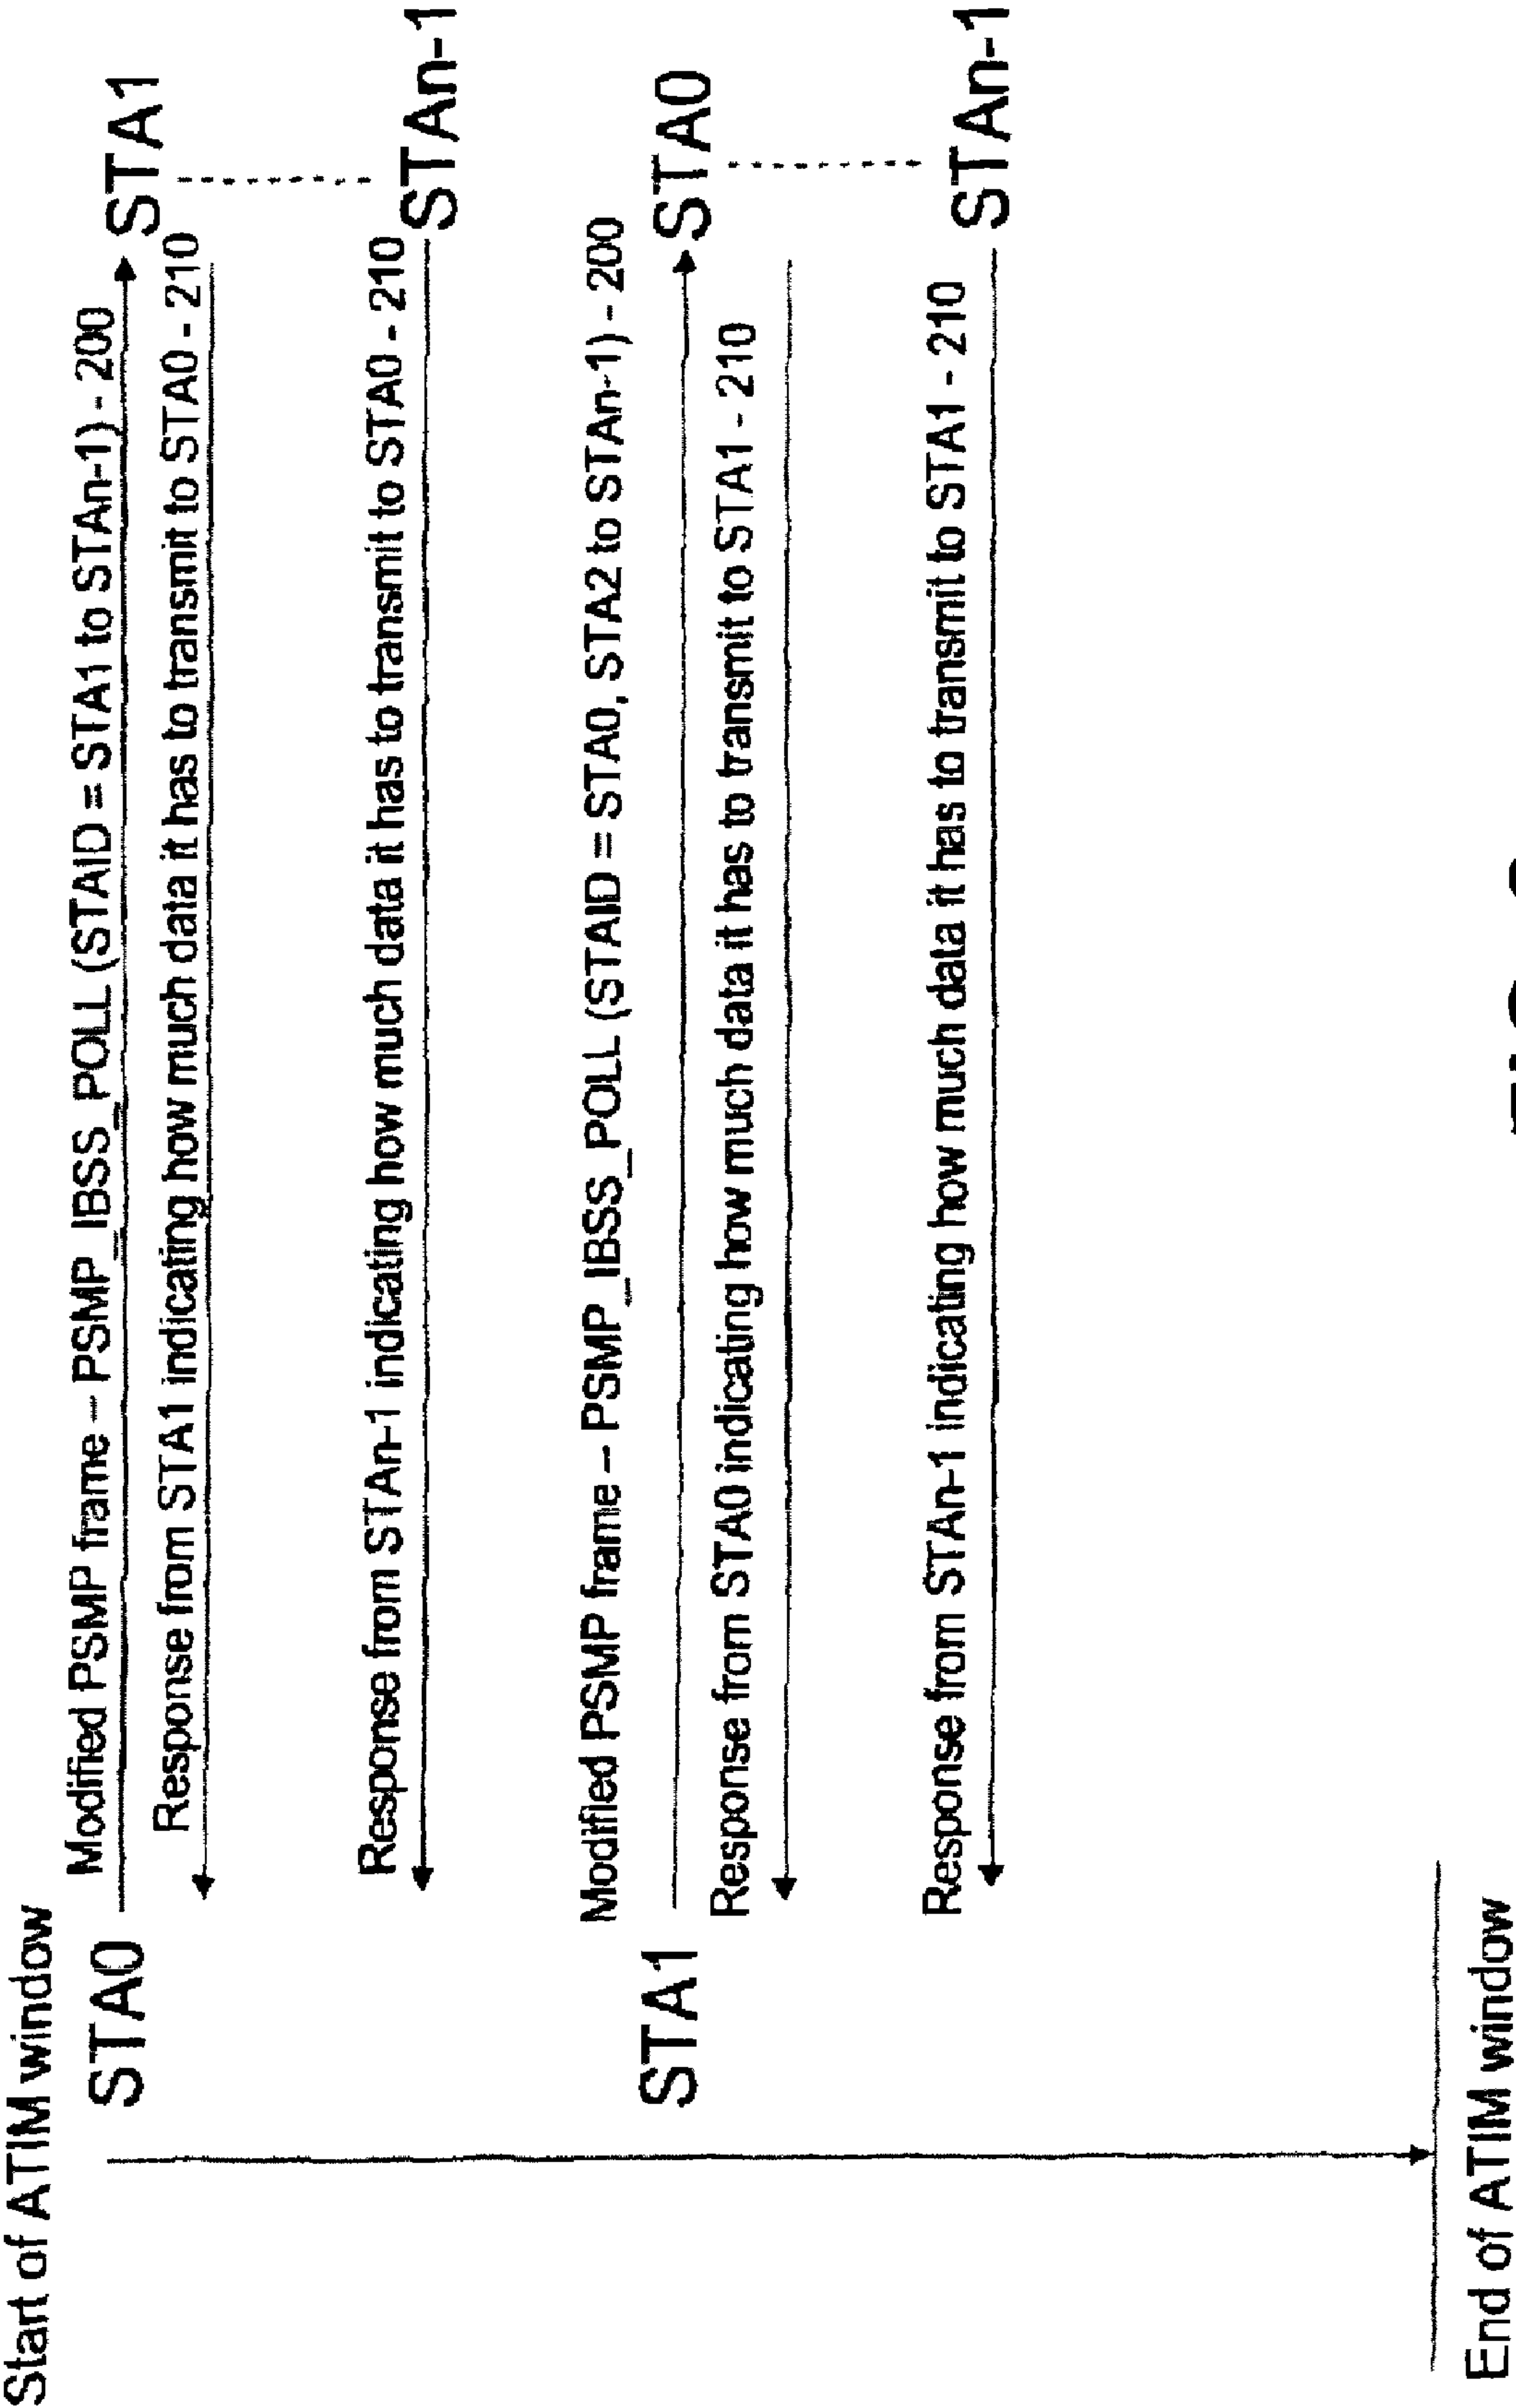 Start of ATIM window
Modified PSMP frame – PSMP_IBSS_POLL (STAID = STA1 to STAn-1) - 200
STA0
STA1
Response from STA1 indicating how much data it has to transmit to STA0 - 210
Response from STAn-1 indicating how much data it has to transmit to STA0 - 210
STAn-1
Modified PSMP frame – PSMP_IBSS_POLL (STAID = STA0, STA2 to STAn-1) - 200
STA1
STA0
Response from STA0 indicating how much data it has to transmit to STA1 - 210
Response from STAn-1 indicating how much data it has to transmit to STA1 - 210
STAn-1
End of ATIM window